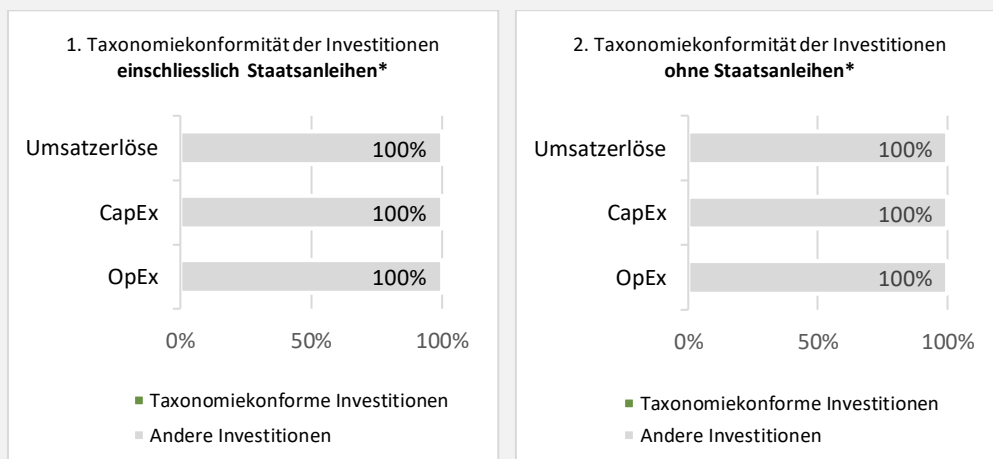 1. Taxonomiekonformität der Investitionen
einschliesslich Staatsanleihen*
Umsatzerlöse
100%
CapEx
100%
OpEx
100%
0%
50%
100%
Taxonomiekonforme Investitionen
Andere Investitionen
2. Taxonomiekonformität der Investitionen
ohne Staatsanleihen*
Umsatzerlöse
100%
CapEx
100%
OpEx
100%
0%
50%
100%
Taxonomiekonforme Investitionen
Andere Investitionen